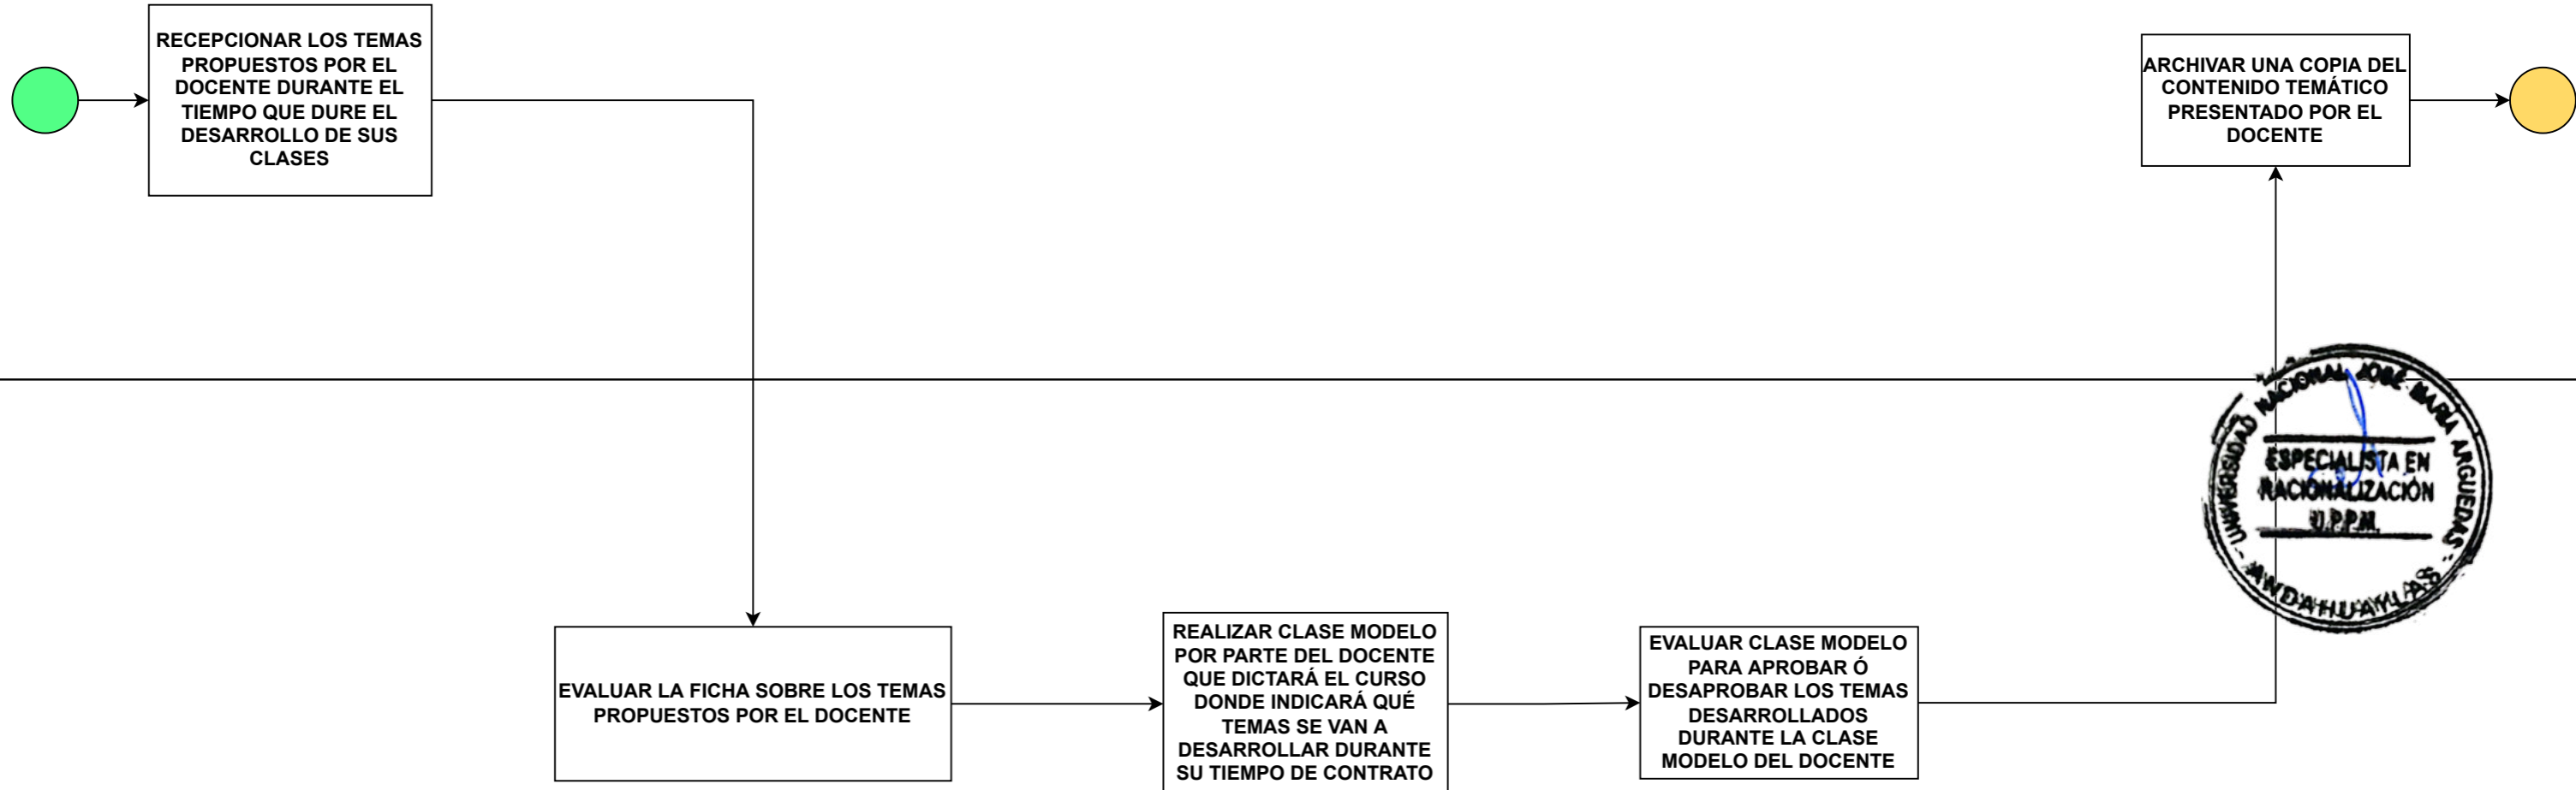 RECEPCIONAR LOS TEMAS
PROPUESTOS POR EL
DOCENTE DURANTE EL
TIEMPO QUE DURE EL
DESARROLLO DE SUS
CLASES
ARCHIVAR UNA COPIA DEL
CONTENIDO TEMÁTICO
PRESENTADO POR EL
DOCENTE
EVALUAR LA FICHA SOBRE LOS TEMAS
PROPUESTOS POR EL DOCENTE
REALIZAR CLASE MODELO
POR PARTE DEL DOCENTE
QUE DICTARÁ EL CURSO
DONDE INDICARÁ QUÉ
TEMAS SE VAN A
DESARROLLAR DURANTE
SU TIEMPO DE CONTRATO
EVALUAR CLASE MODELO
PARA APROBAR Ó
DESAPROBAR LOS TEMAS
DESARROLLADOS
DURANTE LA CLASE
MODELO DEL DOCENTE
UNIVERSIDAD NACIONAL JOSE MARÍA ARGUEDAS
ESPECIALISTA EN
RACIONALIZACIÓN
U.P.P.M.
- ANDAHUAYLAS -